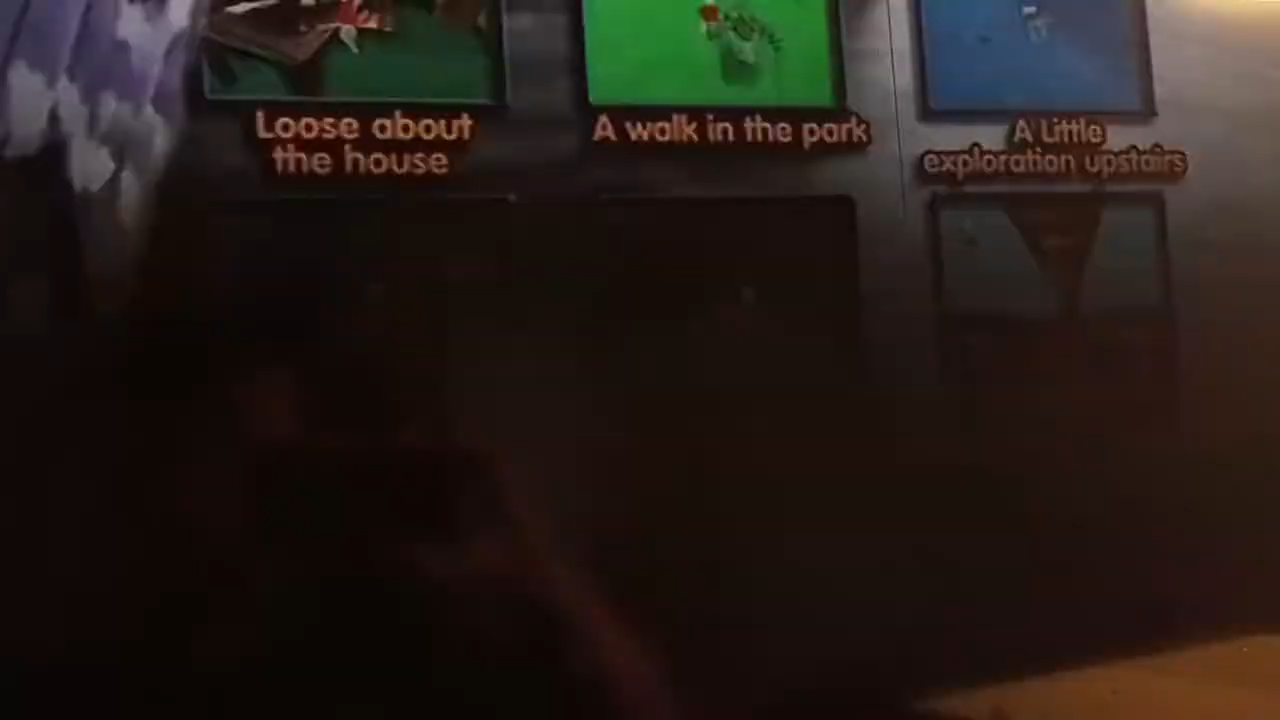 Loose about
the house
A walk in the park
A Little
exploration upstairs